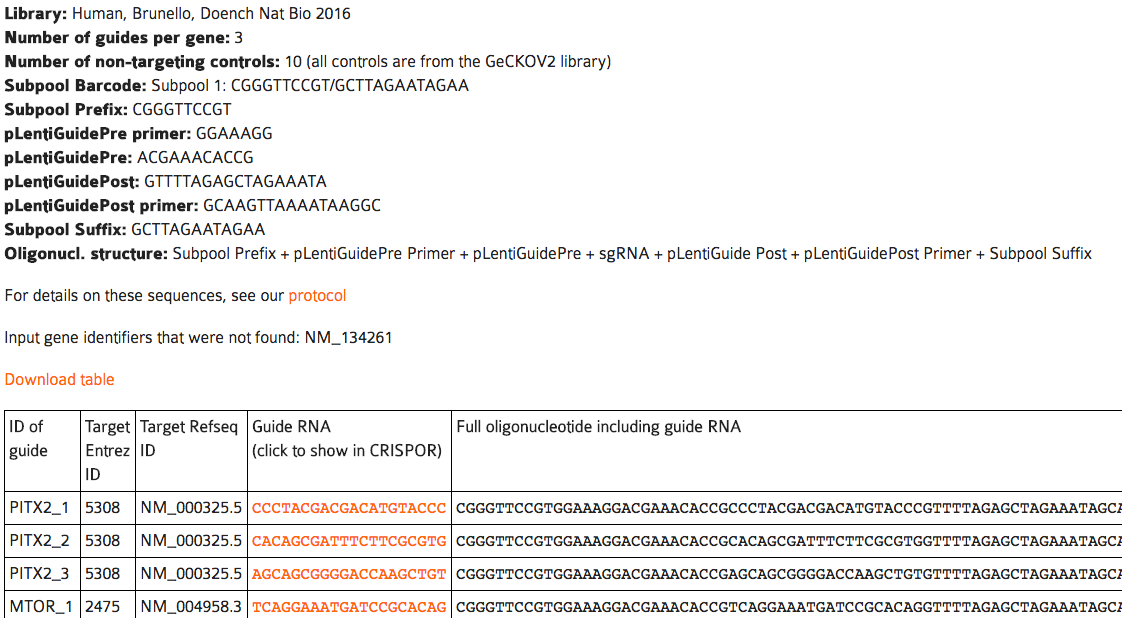 Library: Human, Brunello, Doench Nat Bio 2016
Number of guides per gene: 3
Number of non-targeting controls: 10 (all controls are from the GeCKOV2 library)
Subpool Barcode: Subpool 1: CGGGTTCCGT/GCTTAGAATAGAA
Subpool Prefix: CGGGTTCCGT
pLentiGuidePre primer: GGAAAGG
pLentiGuidePre: ACGAAACACCG
pLentiGuidePost: GTTTTAGAGCTAGAAATA
pLentiGuidePost primer: GCAAGTTAAAATAAGGC
Subpool Suffix: GCTTAGAATAGAA
Oligonucl. structure: Subpool Prefix + pLentiGuidePre Primer + pLentiGuidePre + sgRNA + pLentiGuide Post + pLentiGuidePost Primer + Subpool Suffix
For details on these sequences, see our protocol
Input gene identifiers that were not found: NM_134261
Download table
ID of guide Target Entrez ID Target Refseq ID Guide RNA (click to show in CRISPOR) Full oligonucleotide including guide RNA
PITX2_1 5308 NM_000325.5 CCCTACGACGACATGTACCC CGGGTTCCGTGGAAAGGACGAAACACCGCCCTACGACGACATGTACCCGTTTTAGAGCTAGAAATAGCA
PITX2_2 5308 NM_000325.5 CACAGCGATTTCTTCGCGTG CGGGTTCCGTGGAAAGGACGAAACACCGCACAGCGATTTCTTCGCGTGGTTTTAGAGCTAGAAATAGCA
PITX2_3 5308 NM_000325.5 AGCAGCGGGGACCAAGCTGT CGGGTTCCGTGGAAAGGACGAAACACCGAGCAGCGGGGACCAAGCTGTGTTTTAGAGCTAGAAATAGCA
MTOR_1 2475 NM_004958.3 TCAGGAAATGATCCGCACAG CGGGTTCCGTGGAAAGGACGAAACACCGTCAGGAAATGATCCGCACAGGTTTTAGAGCTAGAAATAGCA